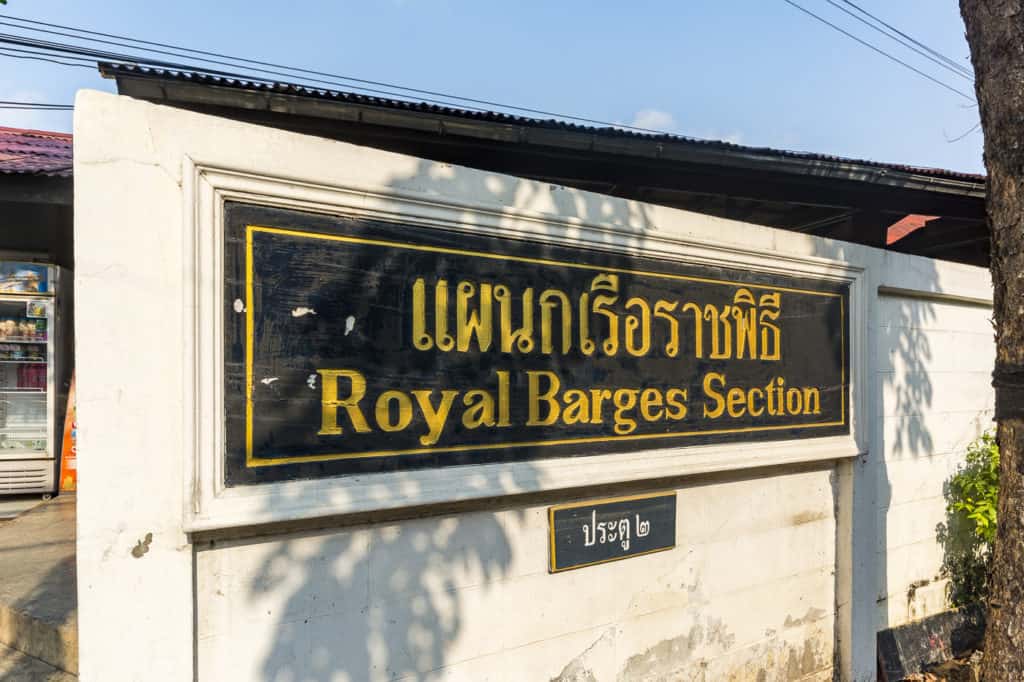 แผนกเรือราชพิธี
Royal Barges Section
ประตู ๒